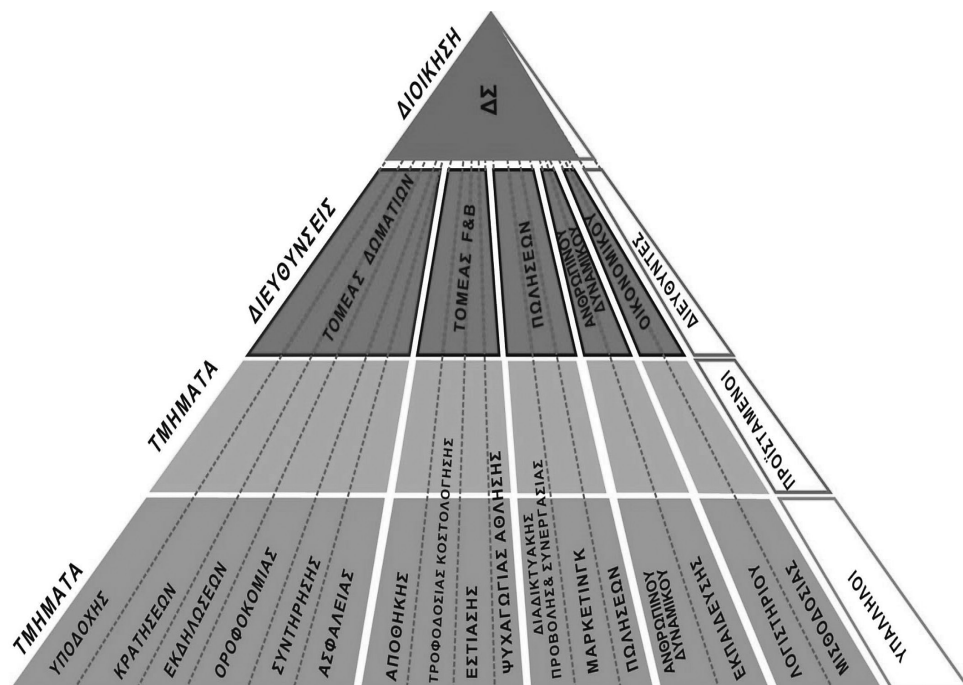 ΔΙΟΙΚΗΣΗ
ΔΣ
ΔΙΕΥΘΥΝΣΕΙΣ
ΤΟΜΕΑΣ ΔΩΜΑΤΙΩΝ
ΤΟΜΕΑΣ F&B
ΠΩΛΗΣΕΩΝ
ΑΝΘΡΩΠΙΝΟΥ
ΔΥΝΑΜΙΚΟΥ
ΟΙΚΟΝΟΜΙΚΟΥ
ΔΙΕΥΘΥΝΤΕΣ
ΤΜΗΜΑΤΑ
ΠΡΟΪΣΤΑΜΕΝΟΙ
ΤΜΗΜΑΤΑ
ΥΠΟΔΟΧΗΣ
ΚΡΑΤΗΣΕΩΝ
ΕΚΔΗΛΩΣΕΩΝ
ΟΡΟΦΟΚΟΜΙΑΣ
ΣΥΝΤΗΡΗΣΗΣ
ΑΣΦΑΛΕΙΑΣ
ΑΠΟΘΗΚΗΣ
ΤΡΟΦΟΔΟΣΙΑΣ ΚΟΣΤΟΛΟΓΗΣΗΣ
ΕΣΤΙΑΣΗΣ
ΨΥΧΑΓΩΓΙΑΣ ΑΘΛΗΣΗΣ
ΔΙΑΔΙΚΤΥΑΚΗΣ
ΠΡΟΒΟΛΗΣ & ΣΥΝΕΡΓΑΣΙΑΣ
ΜΑΡΚΕΤΙΝΓΚ
ΠΩΛΗΣΕΩΝ
ΑΝΘΡΩΠΙΝΟΥ
ΔΥΝΑΜΙΚΟΥ
ΕΚΠΑΙΔΕΥΣΗΣ
ΛΟΓΙΣΤΗΡΙΟΥ
ΜΙΣΘΟΔΟΣΙΑΣ
ΥΠΑΛΛΗΛΟΙ